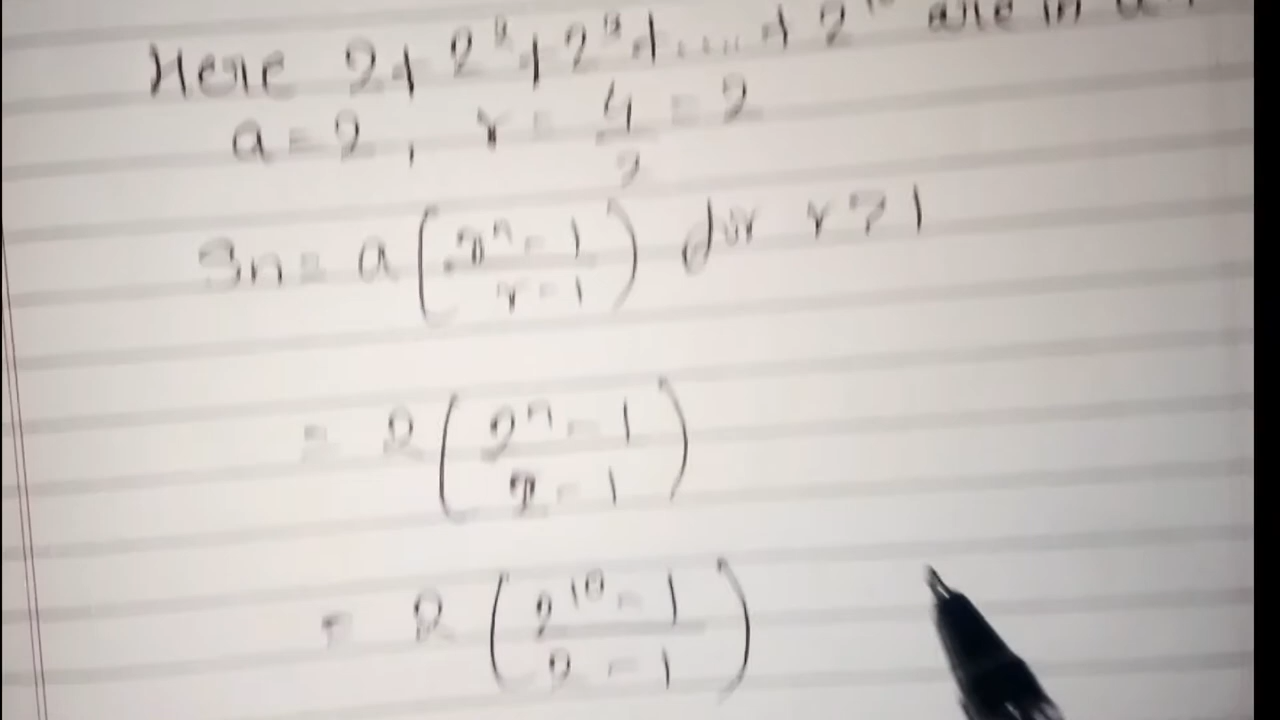 Here 2+2²+2³+....+2¹⁰ are in
a=2, r = 4/2 = 2
Sn = a(rⁿ-1/r-1) for r>1
= 2(2ⁿ-1/2-1)
= 2(2¹⁰-1/2-1)